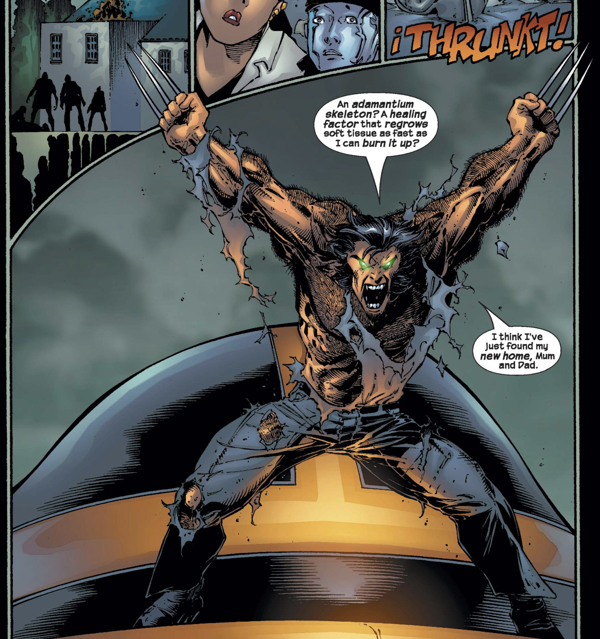 ¡THRUNKT!
An adamantium
skeleton? A healing
factor that regrows
soft tissue as fast as
I can burn it up?
I think I've
just found my
new home, Mum
and Dad.